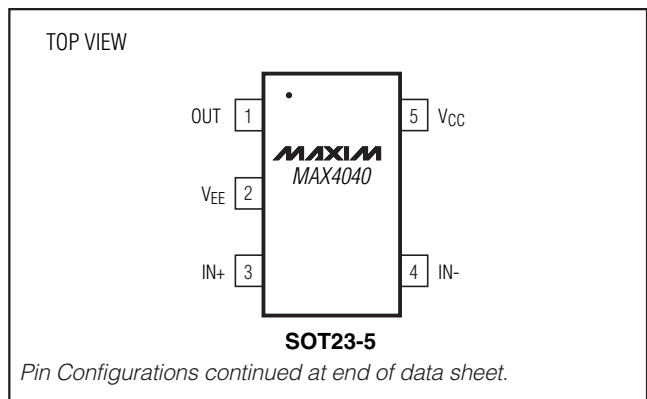 TOP VIEW
OUT 1
5 VCC
MAXIM
MAX4040
VEE 2
IN+ 3
4 IN-
SOT23-5
Pin Configurations continued at end of data sheet.